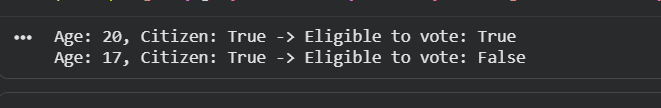 Age: 20, Citizen: True -> Eligible to vote: True
Age: 17, Citizen: True -> Eligible to vote: False